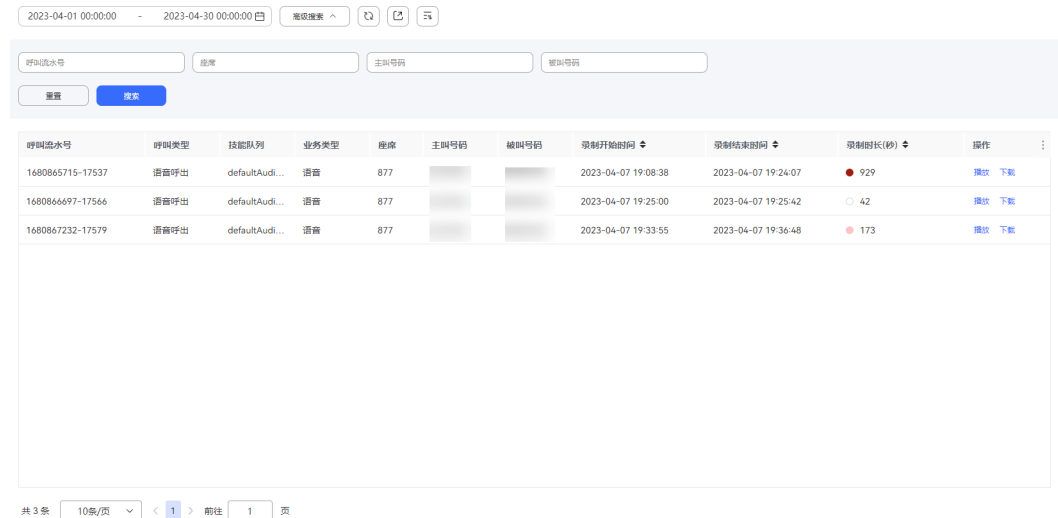 2023-04-01 00:00:00 - 2023-04-30 00:00:00 高级搜索
呼叫流水号 座席 主叫号码 被叫号码
重置 搜索
呼叫流水号 呼叫类型 技能队列 业务类型 座席 主叫号码 被叫号码 录制开始时间 录制结束时间 录制时长(秒) 操作
1680865715-17537 语音呼出 defaultAudi... 语音 877 2023-04-07 19:08:38 2023-04-07 19:24:07 929 播放 下载
1680866697-17566 语音呼出 defaultAudi... 语音 877 2023-04-07 19:25:00 2023-04-07 19:25:42 42 播放 下载
1680867232-17579 语音呼出 defaultAudi... 语音 877 2023-04-07 19:33:55 2023-04-07 19:36:48 173 播放 下载
共 3 条 10条/页 1 前往 1 页